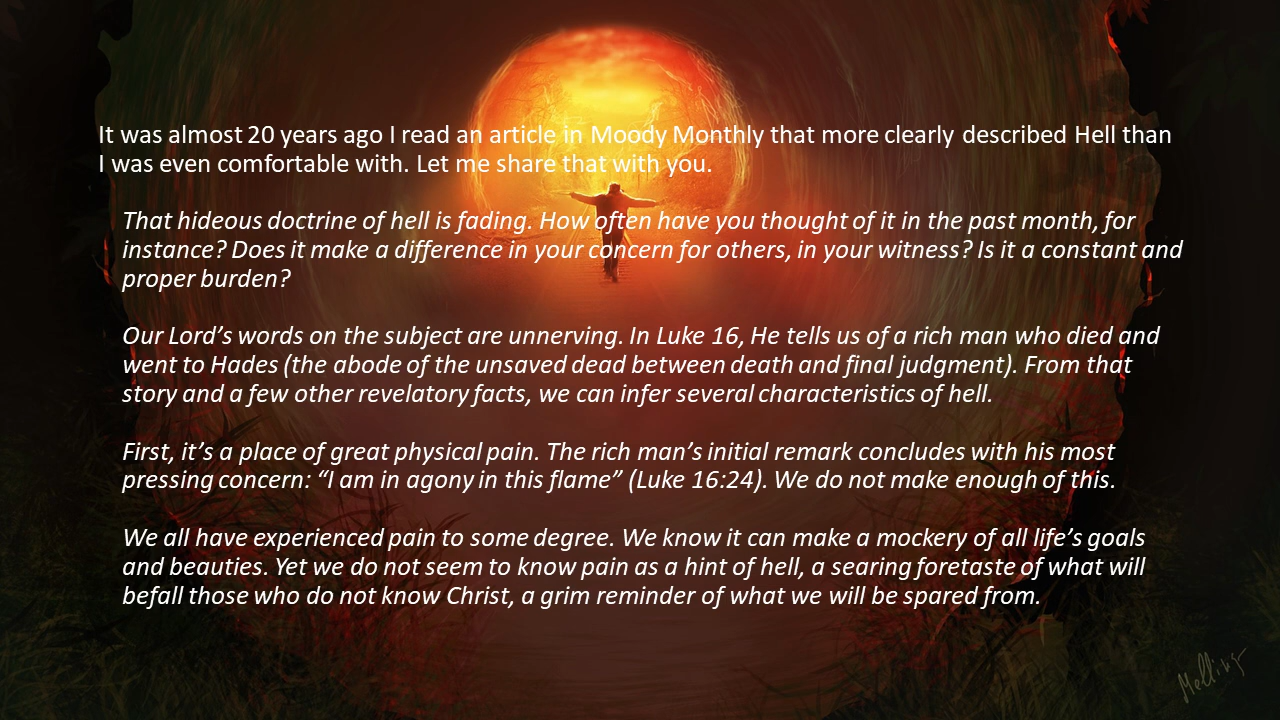 It was almost 20 years ago I read an article in Moody Monthly that more clearly described Hell than
I was even comfortable with. Let me share that with you.
That hideous doctrine of hell is fading. How often have you thought of it in the past month, for
instance? Does it make a difference in your concern for others, in your witness? Is it a constant and
proper burden?
Our Lord’s words on the subject are unnerving. In Luke 16, He tells us of a rich man who died and
went to Hades (the abode of the unsaved dead between death and final judgment). From that
story and a few other revelatory facts, we can infer several characteristics of hell.
First, it’s a place of great physical pain. The rich man’s initial remark concludes with his most
pressing concern: “I am in agony in this flame” (Luke 16:24). We do not make enough of this.
We all have experienced pain to some degree. We know it can make a mockery of all life’s goals
and beauties. Yet we do not seem to know pain as a hint of hell, a searing foretaste of what will
befall those who do not know Christ, a grim reminder of what we will be spared from.